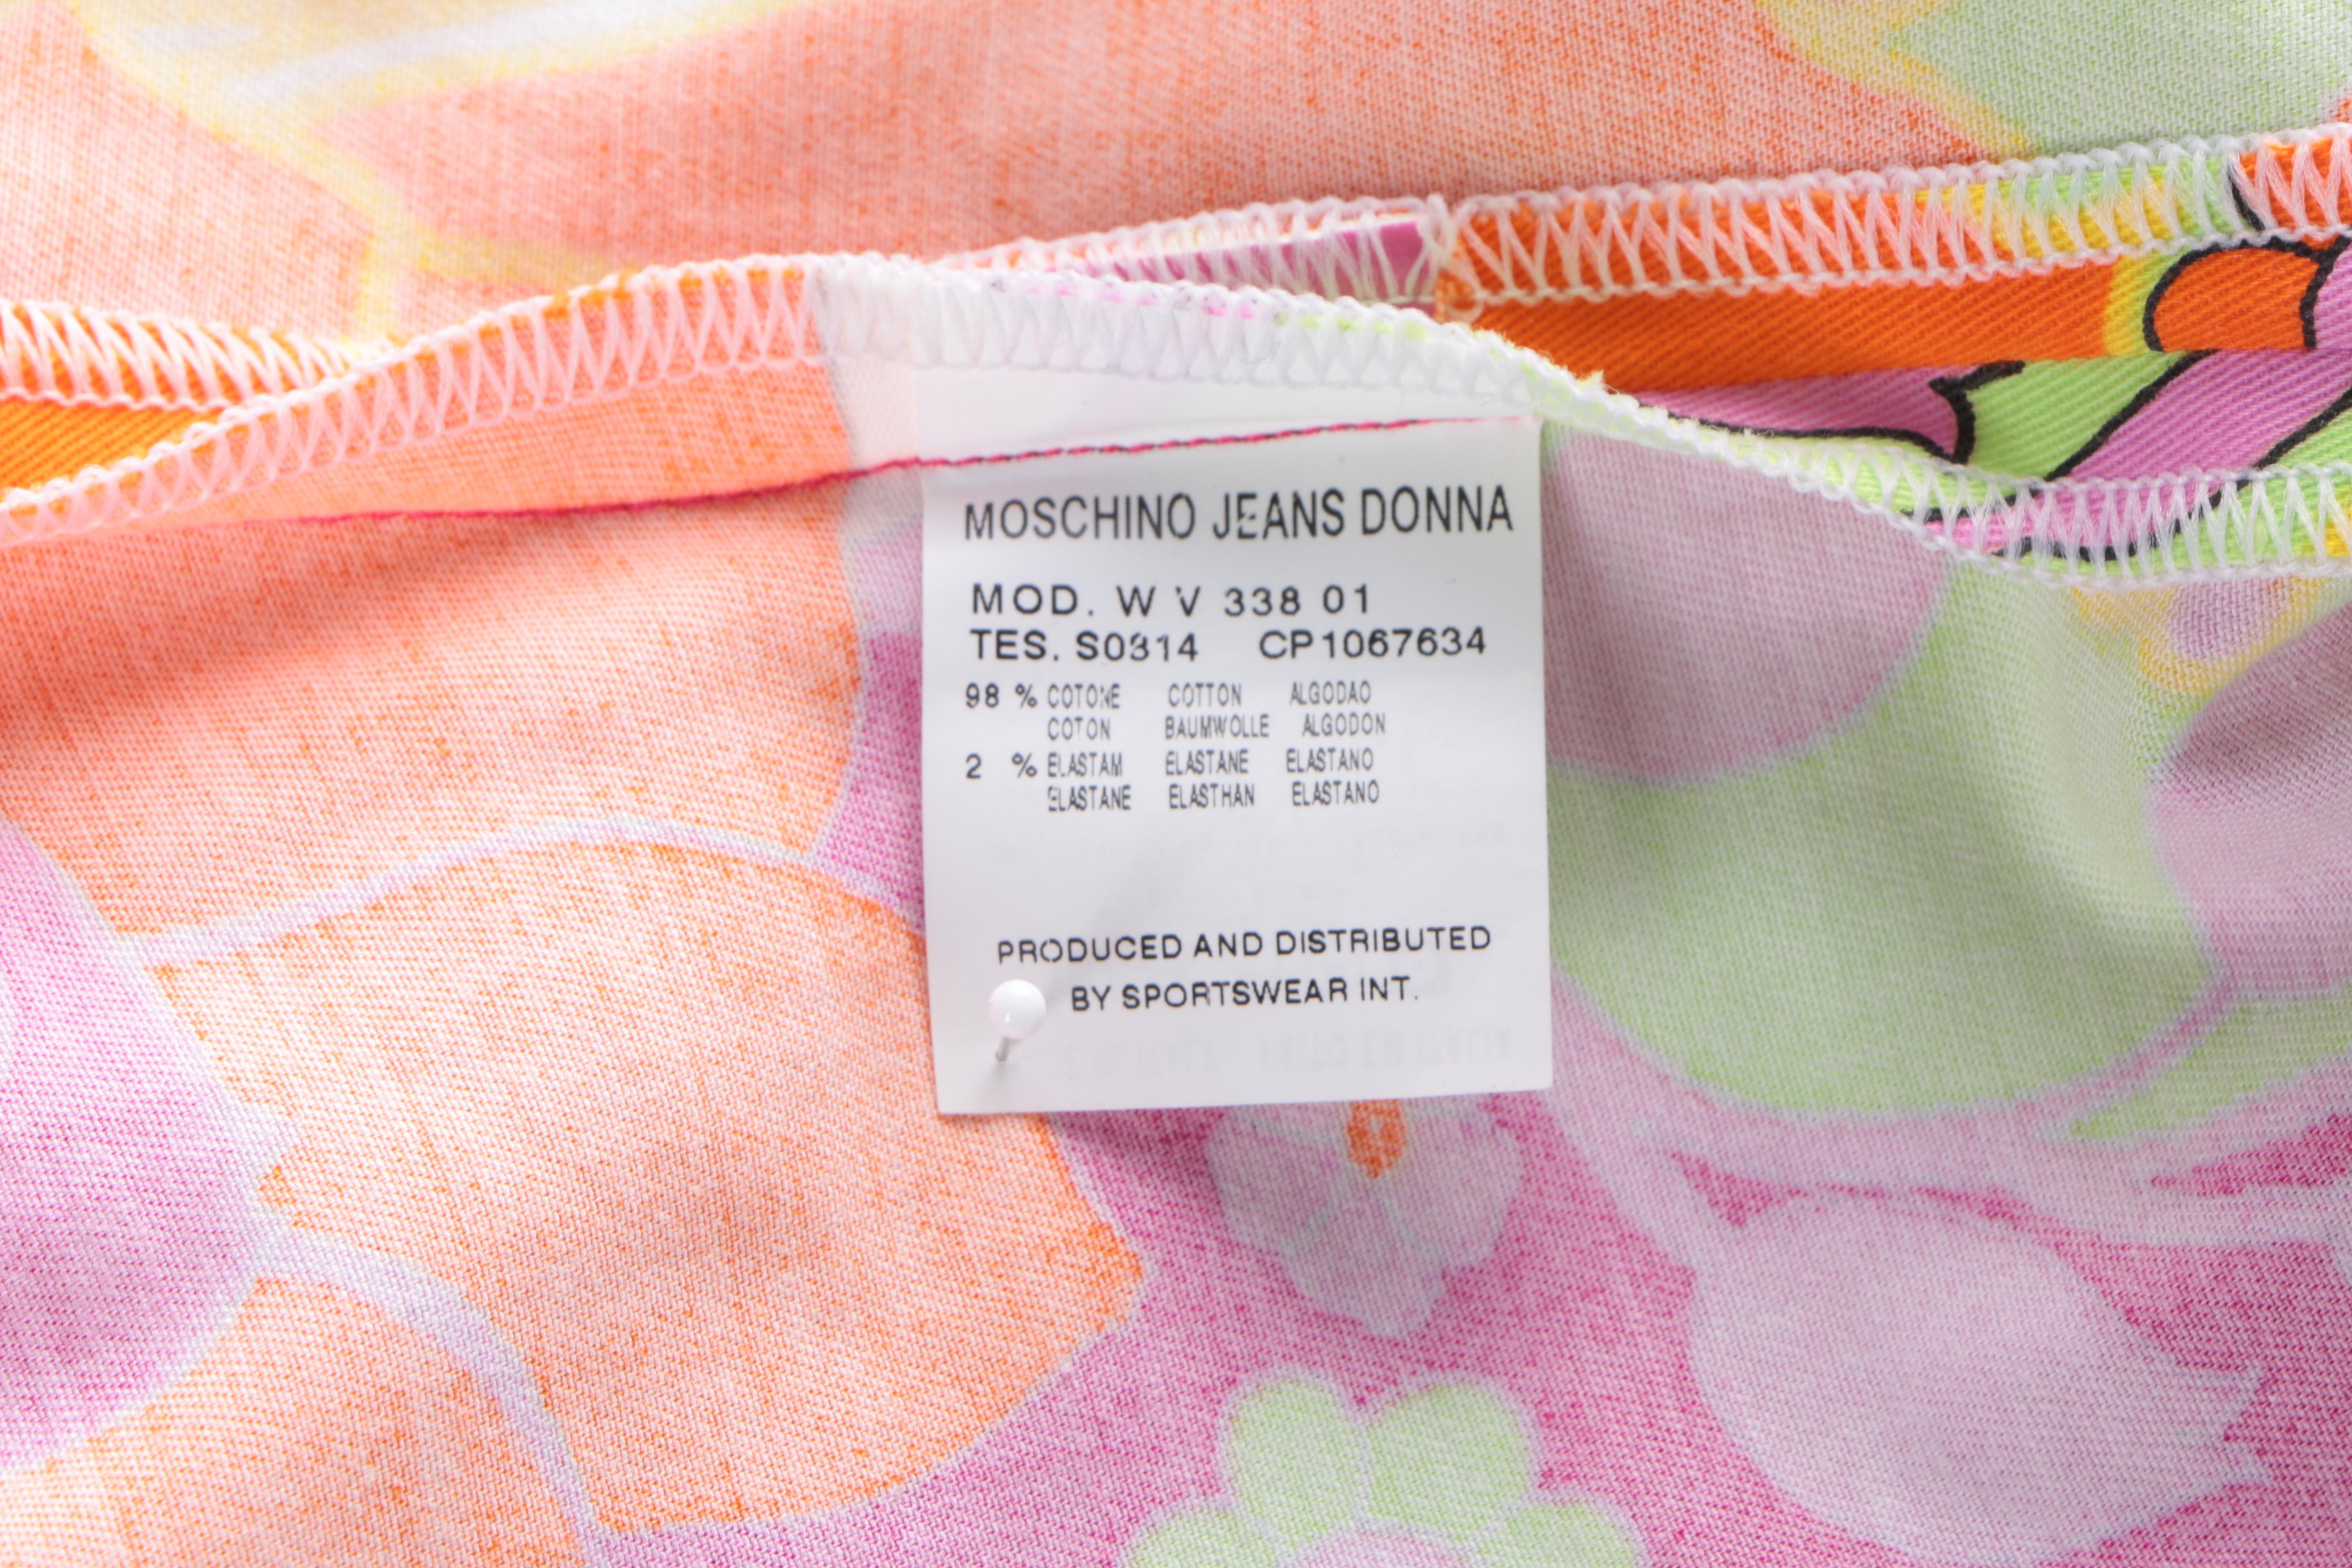 MOSCHINO JEANS DONNA
MOD. W V 338 01
TES. S0314 CP1067634
98 % COTONE COTTON ALGODAO
COTON BAUMWOLLE ALGODON
2 % ELASTAM ELASTANE ELASTANO
ELASTANE ELASTHAN ELASTANO
PRODUCED AND DISTRIBUTED
BY SPORTSWEAR INT.